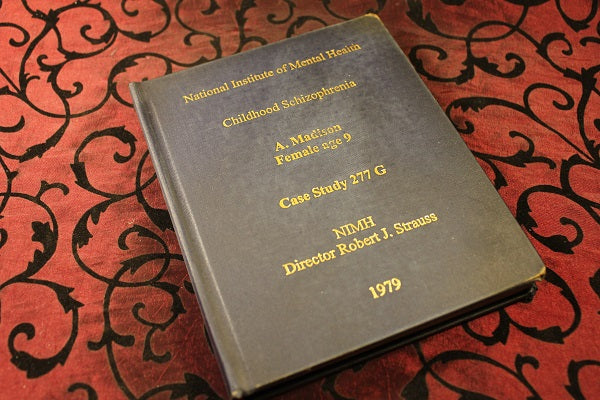 National Institute of Mental Health
Childhood Schizophrenia
A. Madison
Female age 9
Case Study 277 G
NIMH
Director Robert J. Strauss
1979